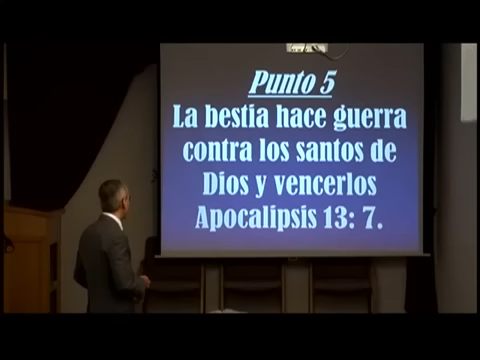 Punto 5
La bestia hace guerra
contra los santos de
Dios y vencerlos
Apocalipsis 13: 7.